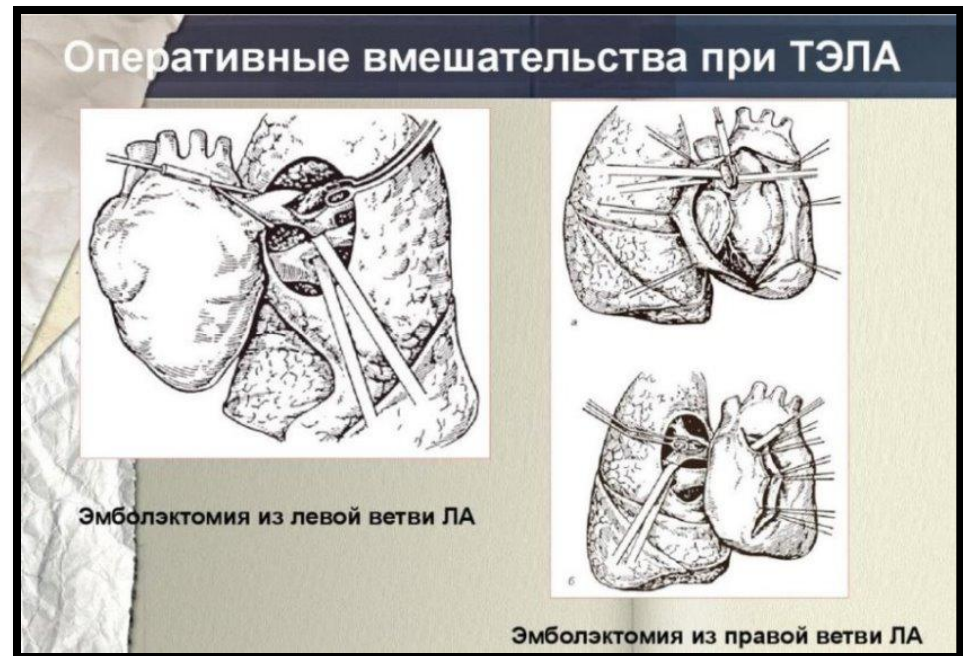 Оперативные вмешательства при ТЭЛА
Эмболэктомия из левой ветви ЛА
а
б
Эмболэктомия из правой ветви ЛА